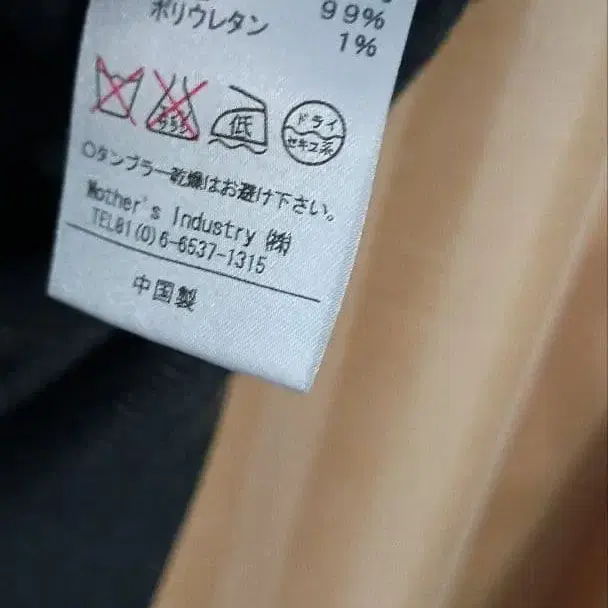 99%
ポリウレタン 1%
低 ドライ
セキユ系
○タンブラー乾燥はお避け下さい。
Mother's Industry ㈱
TEL81(0)6-6537-1315
中国製